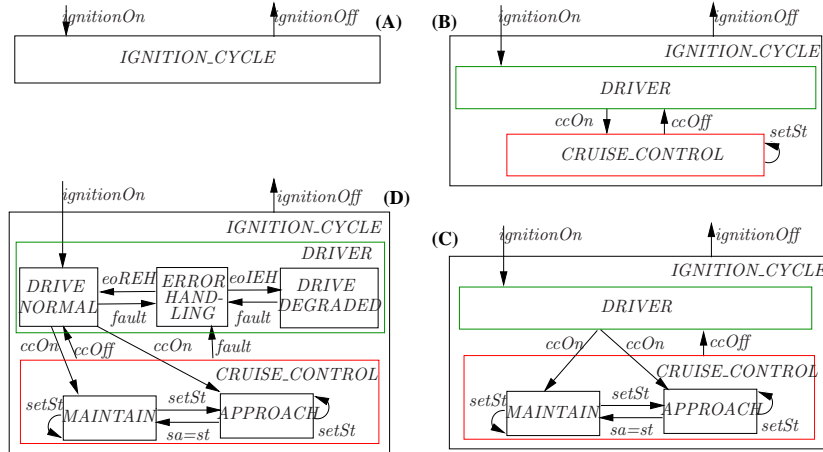 ignitionOn ignitionOff (A)
IGNITION_CYCLE
ignitionOn ignitionOff
(B) IGNITION_CYCLE
DRIVER
ccOn ccOff
setSt
CRUISE_CONTROL
ignitionOn ignitionOff (D)
IGNITION_CYCLE
DRIVER
DRIVE NORMAL
eoREH
fault
ERROR HAND-LING
eoIEH
fault
DRIVE DEGRADED
ccOn ccOff ccOn fault
CRUISE_CONTROL
setSt MAINTAIN setSt APPROACH
sa=st setSt
(C) ignitionOn ignitionOff
IGNITION_CYCLE
DRIVER
ccOn ccOn ccOff
CRUISE_CONTROL
setSt MAINTAIN setSt APPROACH
sa=st setSt